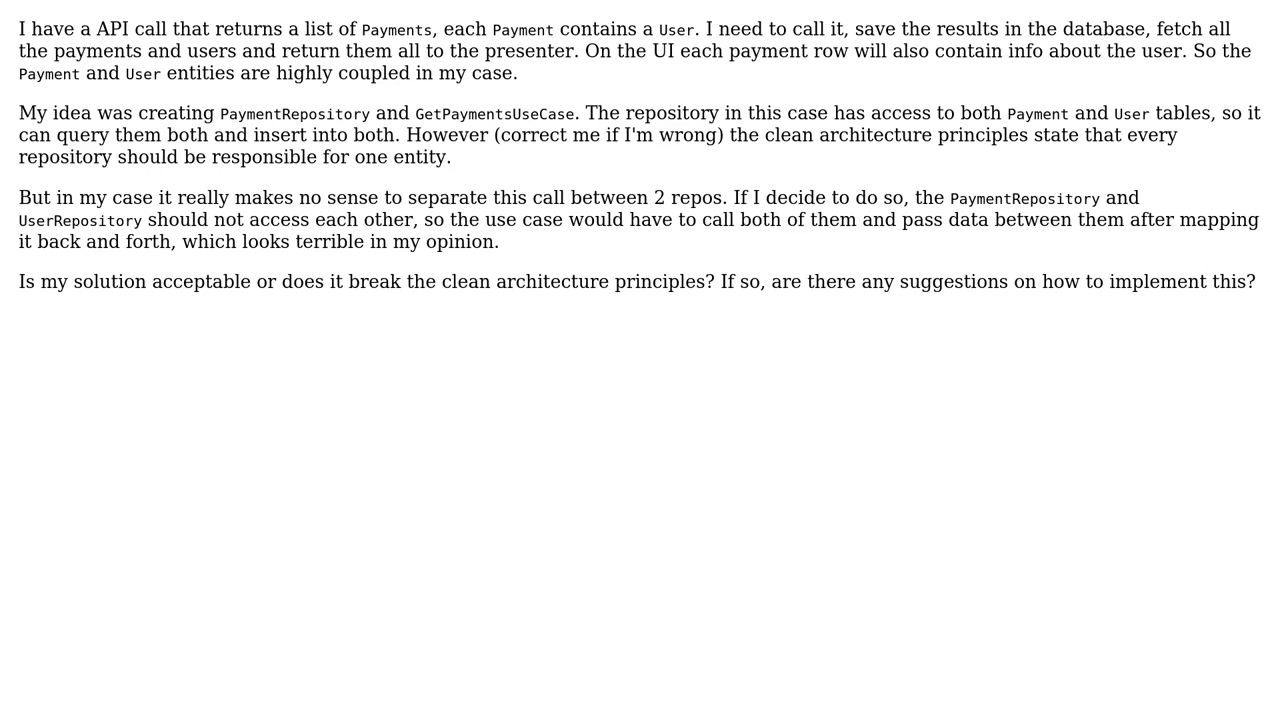 I have a API call that returns a list of Payments, each Payment contains a User. I need to call it, save the results in the database, fetch all
the payments and users and return them all to the presenter. On the UI each payment row will also contain info about the user. So the
Payment and User entities are highly coupled in my case.
My idea was creating PaymentRepository and GetPaymentsUseCase. The repository in this case has access to both Payment and User tables, so it
can query them both and insert into both. However (correct me if I'm wrong) the clean architecture principles state that every
repository should be responsible for one entity.
But in my case it really makes no sense to separate this call between 2 repos. If I decide to do so, the PaymentRepository and
UserRepository should not access each other, so the use case would have to call both of them and pass data between them after mapping
it back and forth, which looks terrible in my opinion.
Is my solution acceptable or does it break the clean architecture principles? If so, are there any suggestions on how to implement this?